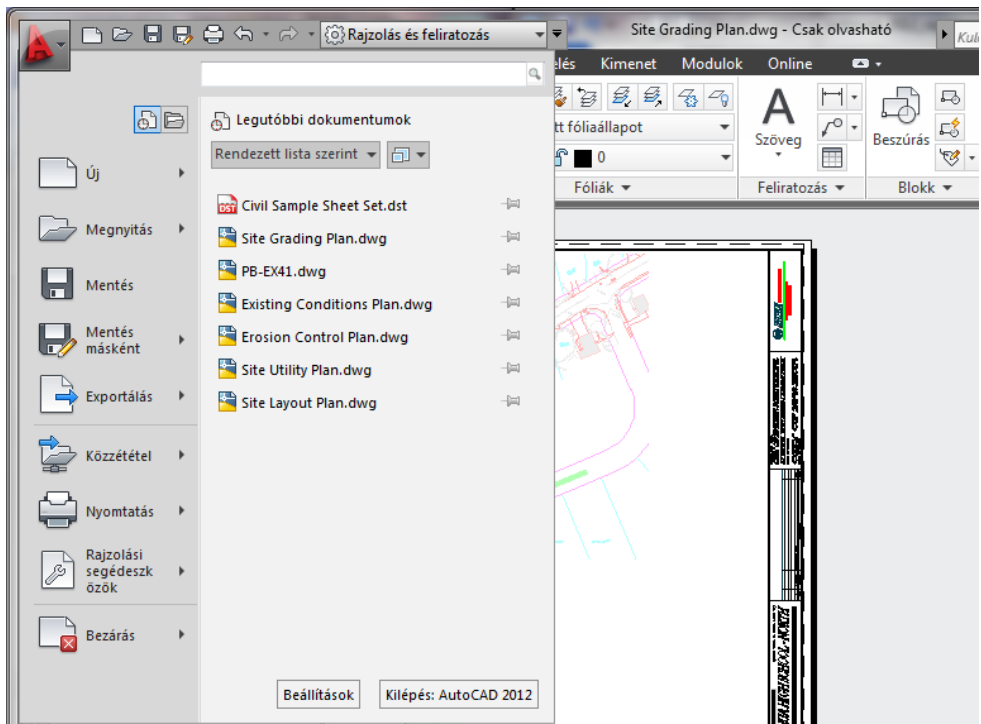 Rajzolás és feliratozás
Site Grading Plan.dwg - Csak olvasható
Kimenet Modulok Online
Legutóbbi dokumentumok
Rendezett lista szerint
Új
Megnyitás
Mentés
Mentés
másként
Exportálás
Közzététel
Nyomtatás
Rajzolási
segédeszk
özök
Bezárás
DST Civil Sample Sheet Set.dst
Site Grading Plan.dwg
PB-EX41.dwg
Existing Conditions Plan.dwg
Erosion Control Plan.dwg
Site Utility Plan.dwg
Site Layout Plan.dwg
Beállítások
Kilépés: AutoCAD 2012
0
Fóliák
A
Szöveg
Feliratozás
Beszúrás
Blokk